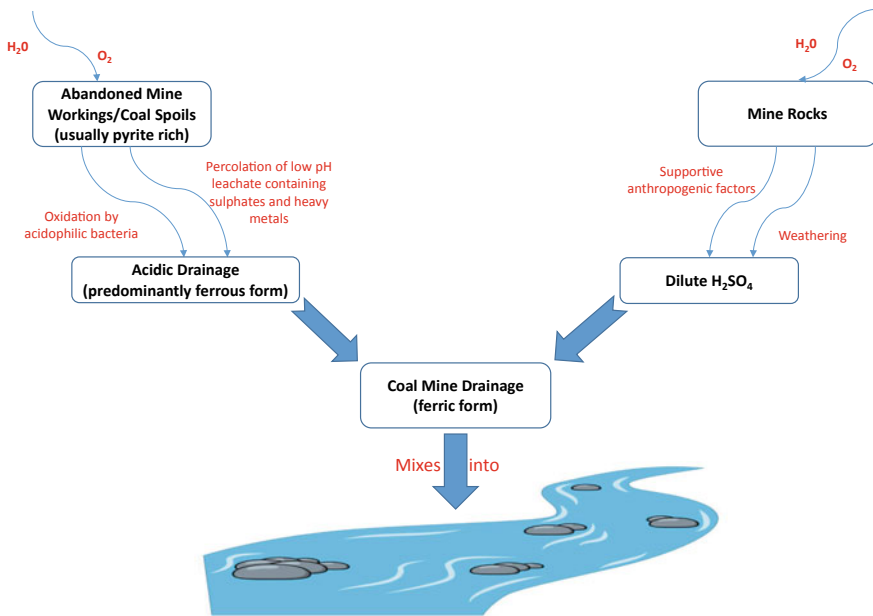 H₂0
O₂
Abandoned Mine
Workings/Coal Spoils
(usually pyrite rich)
H₂0
O₂
Mine Rocks
Percolation of low pH
leachate containing
sulphates and heavy
metals
Oxidation by
acidophilic bacteria
Supportive
anthropogenic factors
Weathering
Acidic Drainage
(predominantly ferrous form)
Dilute H₂SO₄
Coal Mine Drainage
(ferric form)
Mixes into